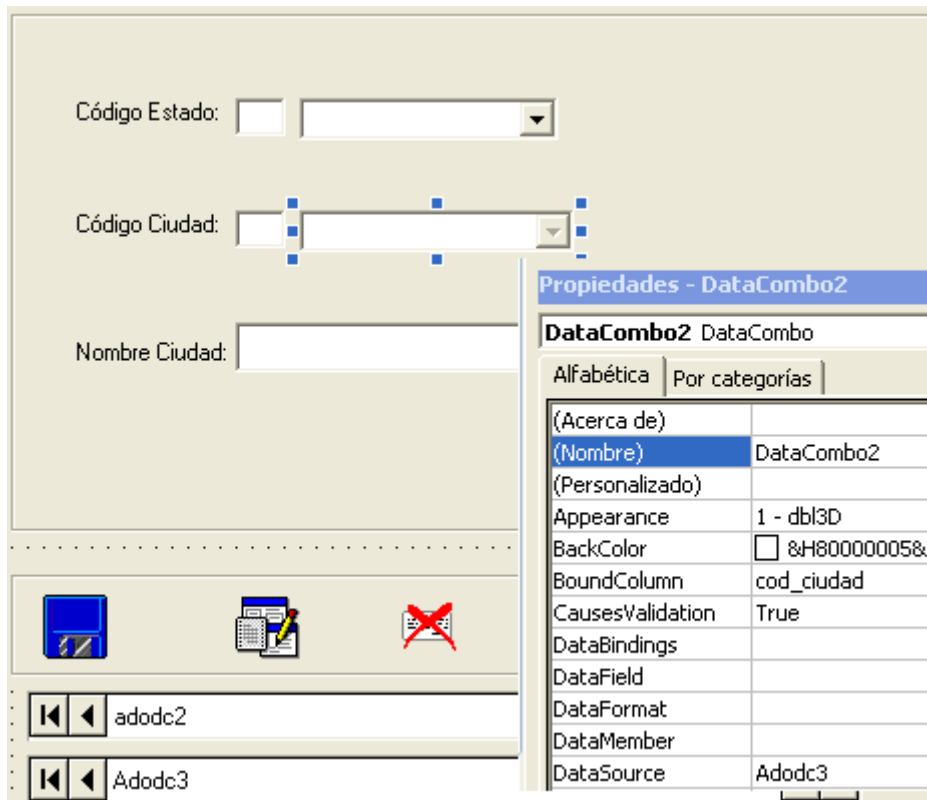 Código Estado:
Código Ciudad:
Nombre Ciudad:
Propiedades - DataCombo2
DataCombo2 DataCombo
Alfabética Por categorías
(Acerca de)
(Nombre) DataCombo2
(Personalizado)
Appearance 1 - dbl3D
BackColor &H80000005&
BoundColumn cod_ciudad
CausesValidation True
DataBindings
DataField
DataFormat
DataMember
DataSource Adodc3
adodc2
Adodc3